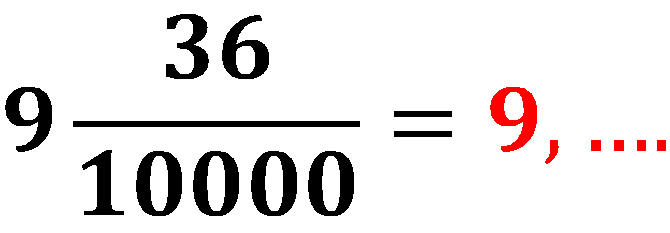 9 36/10000 = 9, ....